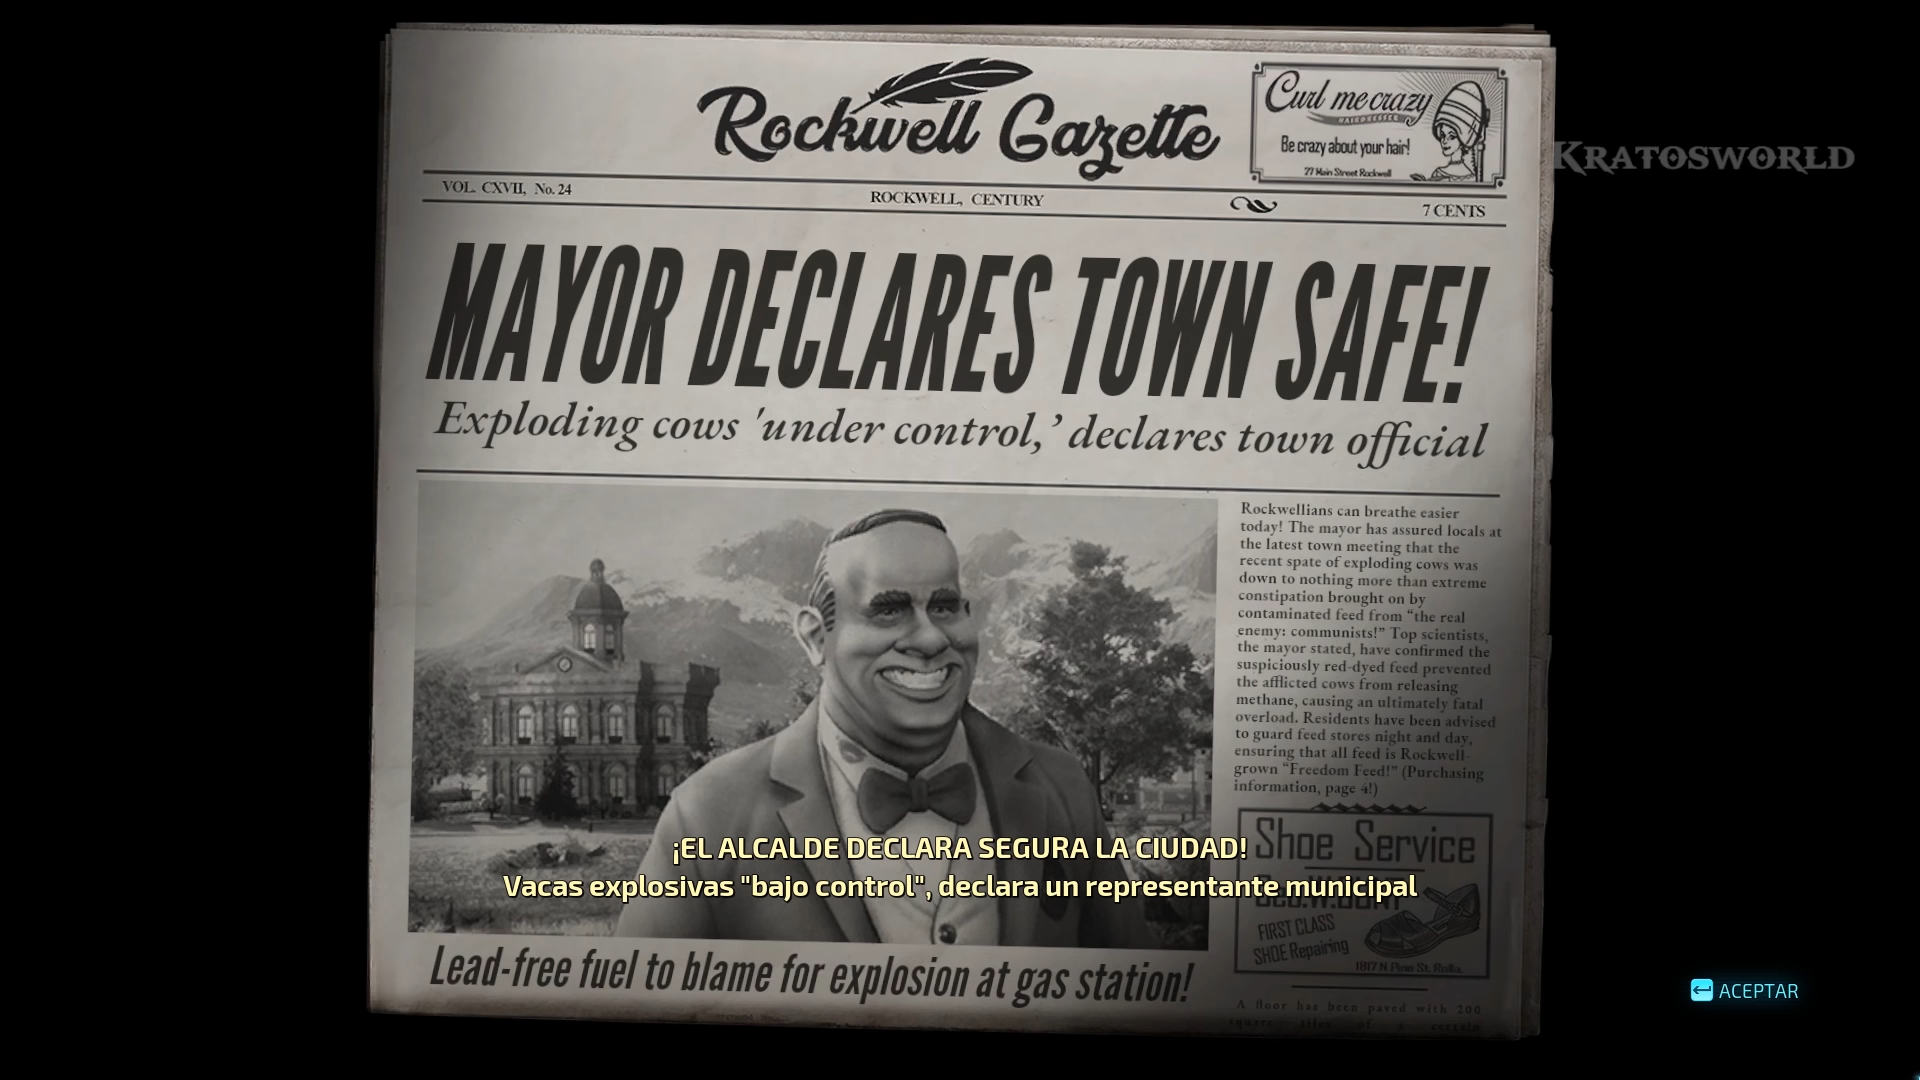 Rockwell Gazette
Curl me crazy
HAIRDRESSER
Be crazy about your hair!
27 Main Street Rockwell
KRATOSWORLD
VOL. CXVII, No. 24
ROCKWELL, CENTURY
7 CENTS
MAYOR DECLARES TOWN SAFE!
Exploding cows 'under control,' declares town official
Rockwellians can breathe easier
today! The mayor has assured locals at
the latest town meeting that the
recent spate of exploding cows was
down to nothing more than extreme
constipation brought on by
contaminated feed from “the real
enemy: communists!” Top scientists,
the mayor stated, have confirmed the
suspiciously red-dyed feed prevented
the afflicted cows from releasing
methane, causing an ultimately fatal
overload. Residents have been advised
to guard feed stores night and day,
ensuring that all feed is Rockwell-
grown “Freedom Feed!” (Purchasing
information, page 4!)
¡EL ALCALDE DECLARA SEGURA LA CIUDAD!
Vacas explosivas "bajo control", declara un representante municipal
Shoe Service
FIRST CLASS
SHOE Repairing
1817 N Pine St. Rolla.
Lead-free fuel to blame for explosion at gas station!
A floor has been paved with 200
square tiles of a certain
ACEPTAR